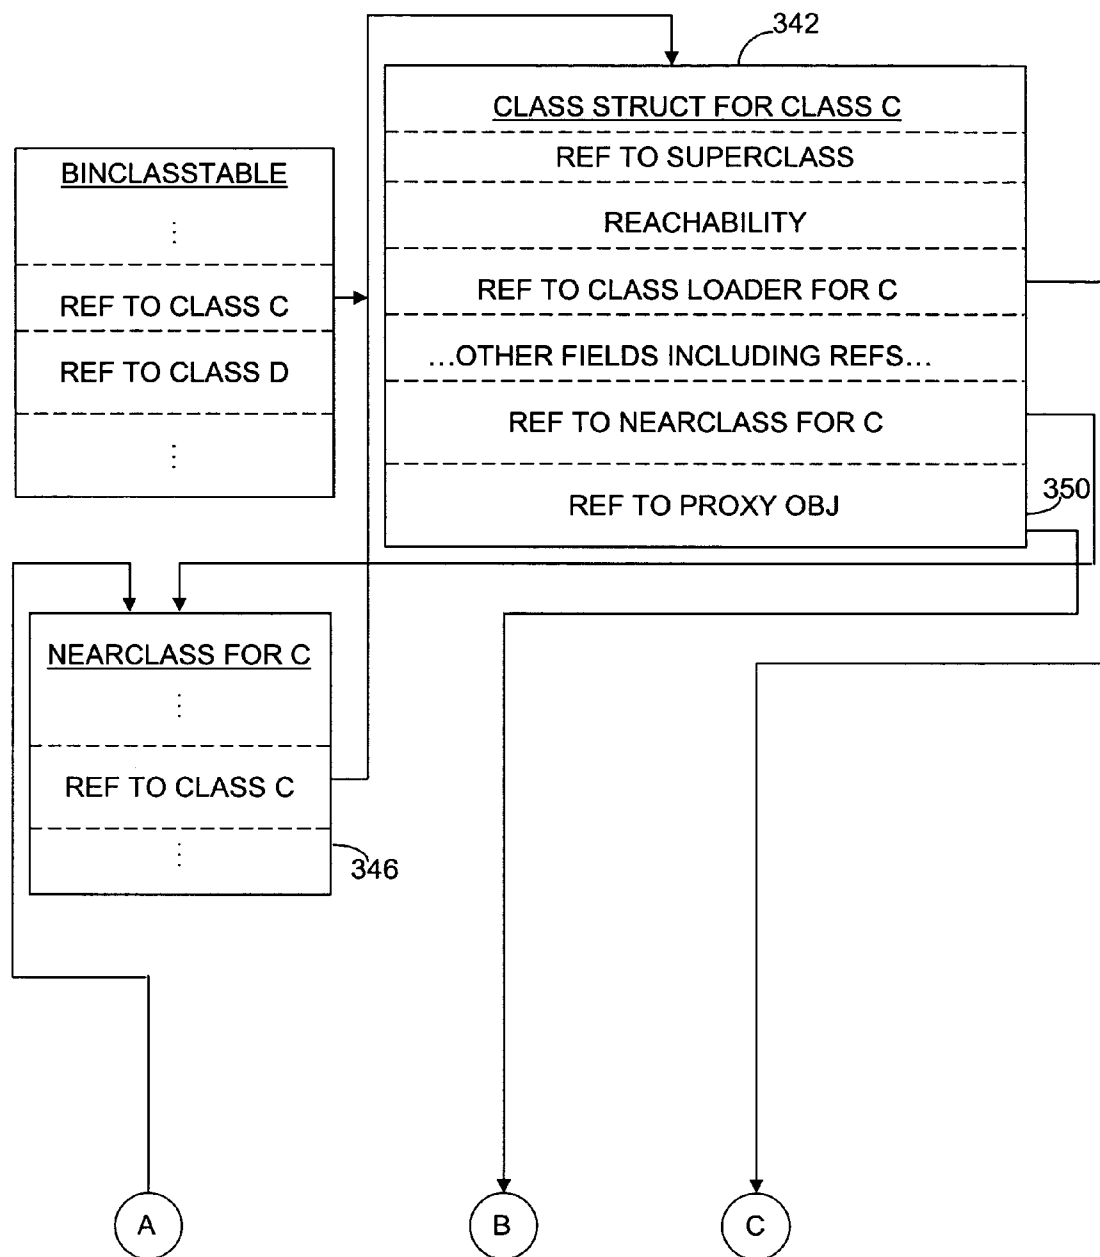 342
CLASS STRUCT FOR CLASS C
REF TO SUPERCLASS
REACHABILITY
REF TO CLASS LOADER FOR C
...OTHER FIELDS INCLUDING REFS...
REF TO NEARCLASS FOR C
REF TO PROXY OBJ
350
BINCLASSTABLE
⋮
REF TO CLASS C
REF TO CLASS D
⋮
NEARCLASS FOR C
⋮
REF TO CLASS C
⋮
346
A
B
C